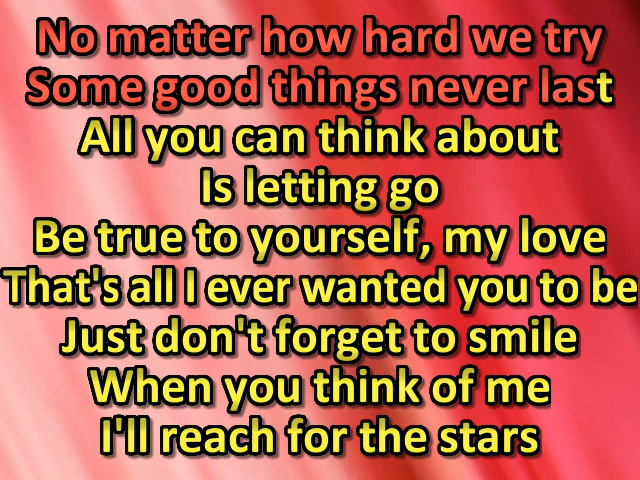 No matter how hard we try
Some good things never last
All you can think about
Is letting go
Be true to yourself, my love
That's all I ever wanted you to be
Just don't forget to smile
When you think of me
I'll reach for the stars